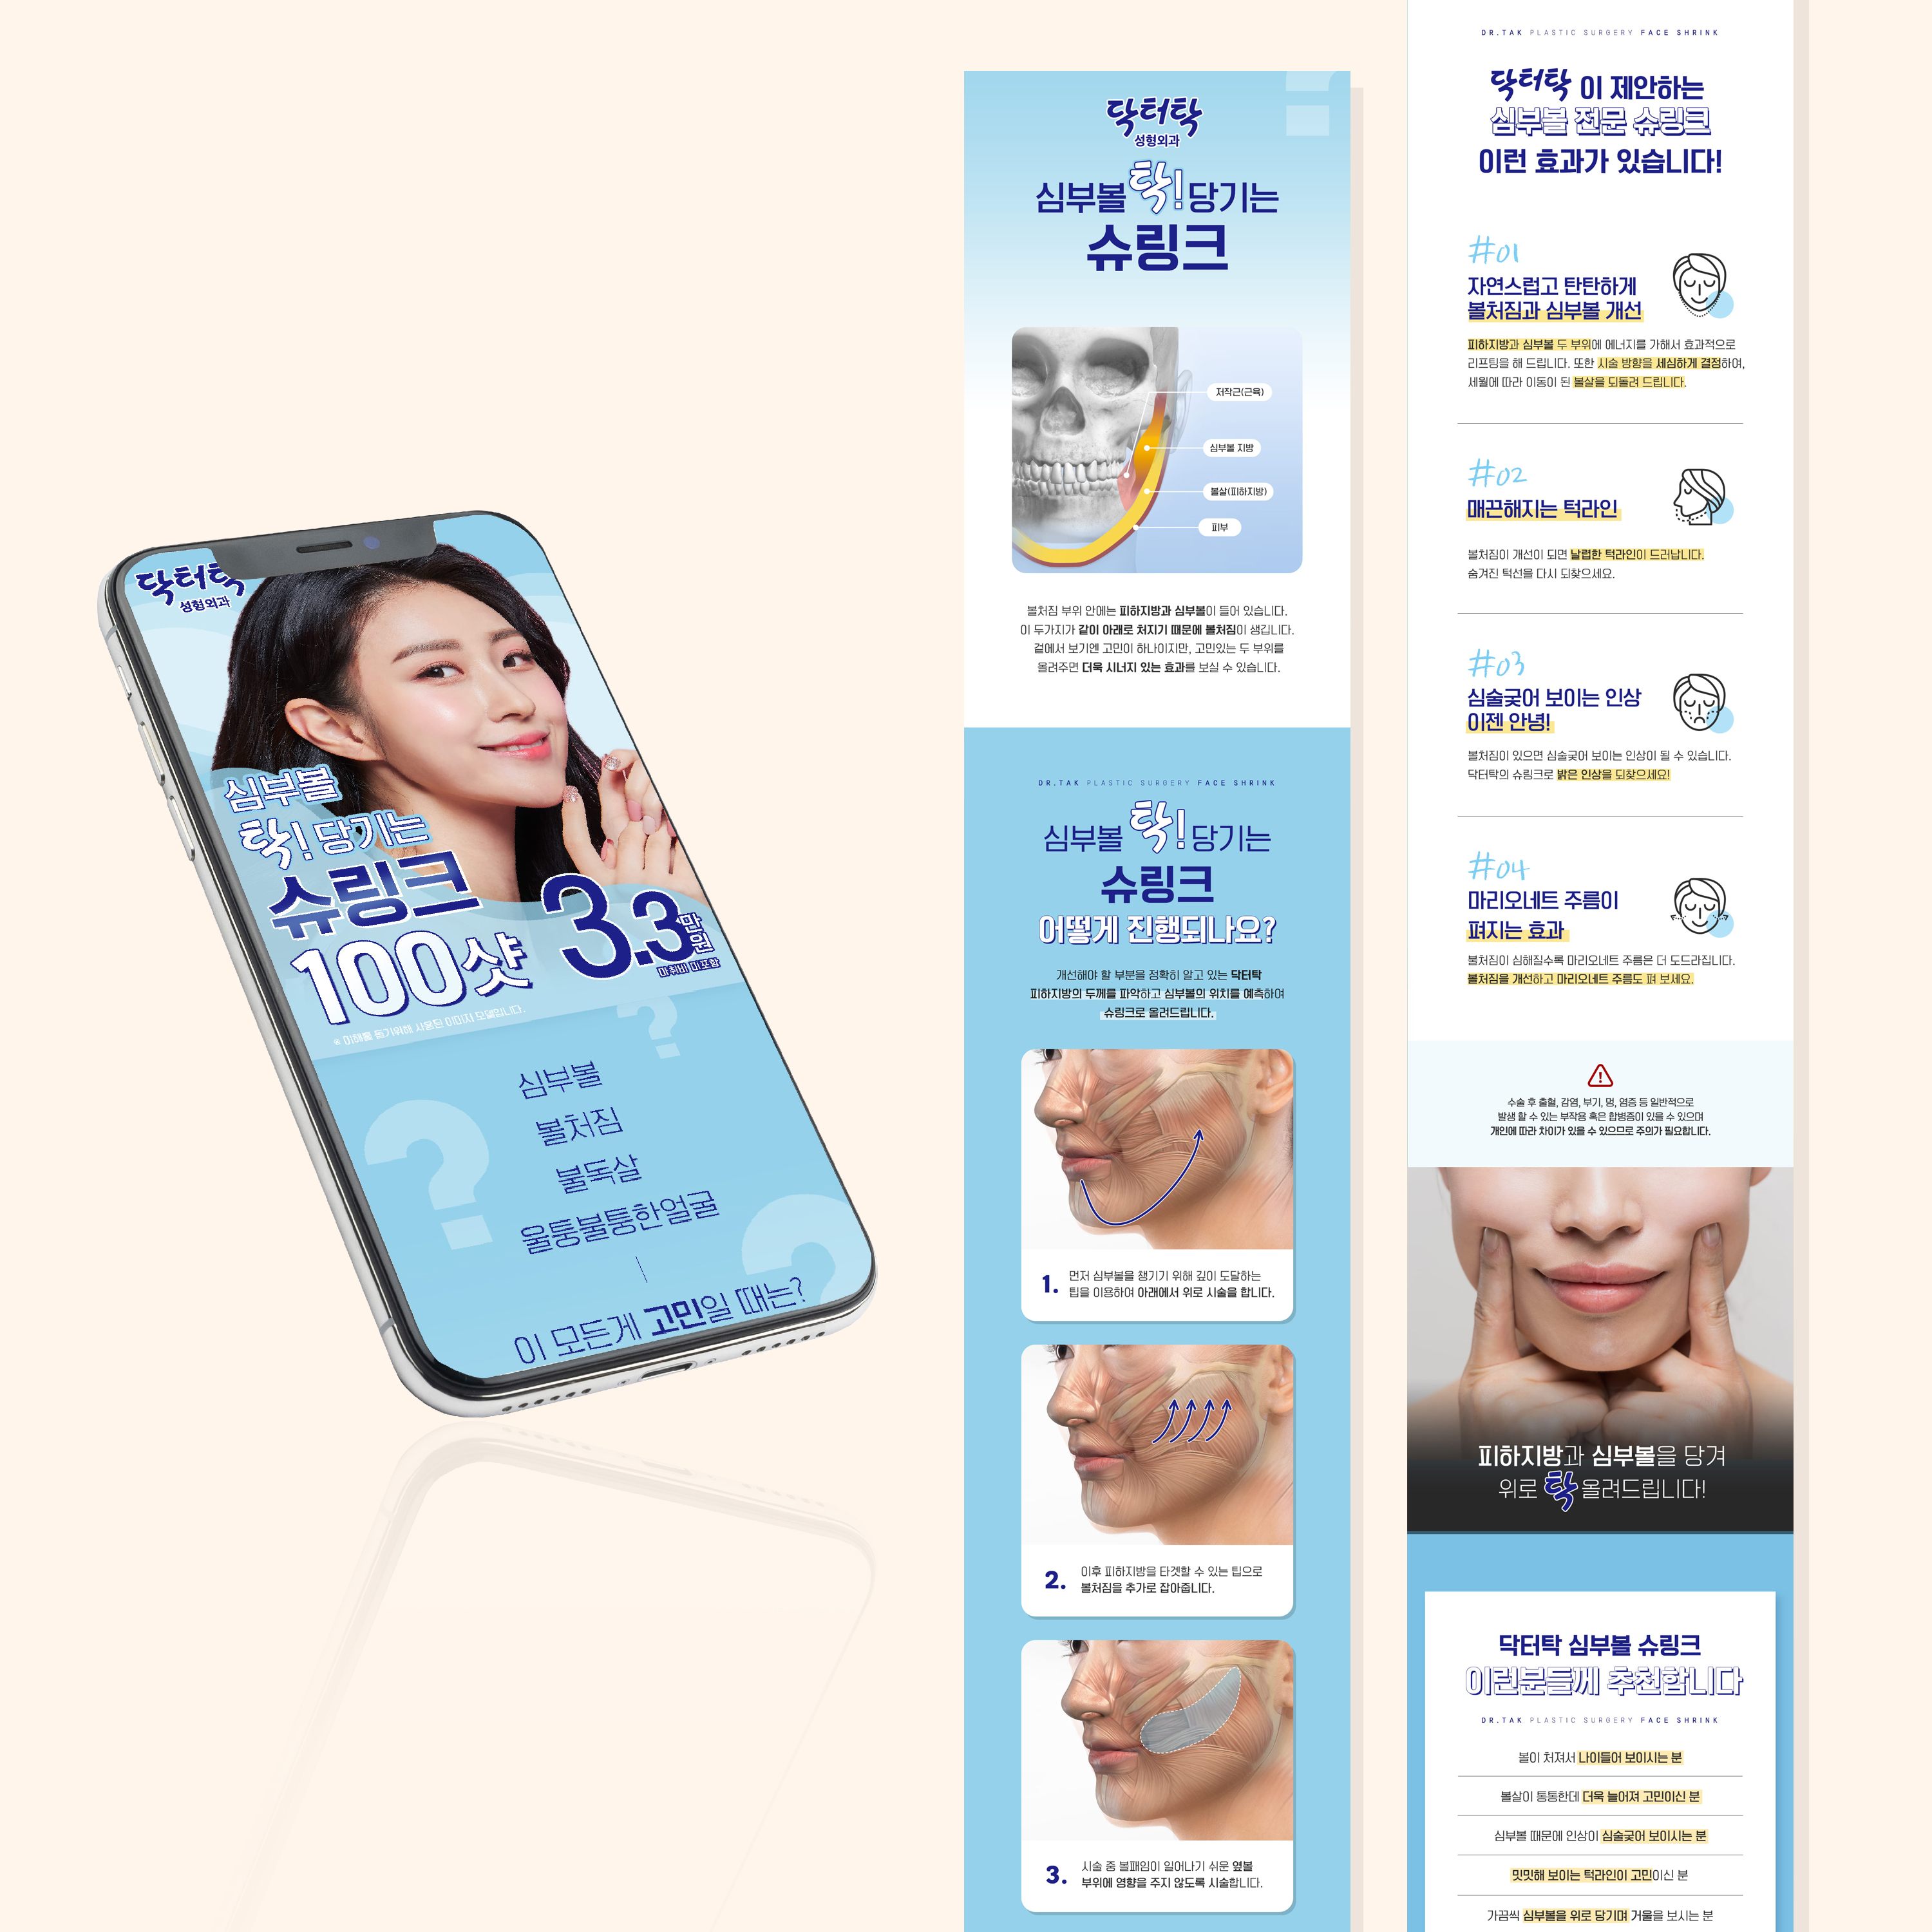 닥터탁
성형외과
심부볼
탁! 당기는
슈링크
100샷
3.3만원
마취비 미포함
※ 이해를 돕기위해 사용된 이미지 모델입니다.
심부볼
볼처짐
불독살
울퉁불퉁한얼굴
이 모든게 고민일 때는?
닥터탁
성형외과
심부볼 탁! 당기는
슈링크
저작근(근육)
심부볼 지방
볼살(피하지방)
피부
볼처짐 부위 안에는 피하지방과 심부볼이 들어 있습니다.
이 두가지가 같이 아래로 처지기 때문에 볼처짐이 생깁니다.
겉에서 보기엔 고민이 하나이지만, 고민있는 두 부위를
올려주면 더욱 시너지 있는 효과를 보실 수 있습니다.
DR.TAK PLASTIC SURGERY FACE SHRINK
심부볼 탁! 당기는
슈링크
어떻게 진행되나요?
개선해야 할 부분을 정확히 알고 있는 닥터탁
피하지방의 두께를 파악하고 심부볼의 위치를 예측하여
슈링크로 올려드립니다.
1. 먼저 심부볼을 챙기기 위해 깊이 도달하는
팁을 이용하여 아래에서 위로 시술을 합니다.
2. 이후 피하지방을 타겟할 수 있는 팁으로
볼처짐을 추가로 잡아줍니다.
3. 시술 중 볼패임이 일어나기 쉬운 옆볼
부위에 영향을 주지 않도록 시술합니다.
DR.TAK PLASTIC SURGERY FACE SHRINK
닥터탁이 제안하는
심부볼 전문 슈링크
이런 효과가 있습니다!
#01
자연스럽고 탄탄하게
볼처짐과 심부볼 개선
피하지방과 심부볼 두 부위에 에너지를 가해서 효과적으로
리프팅을 해 드립니다. 또한 시술 방향을 세심하게 결정하여,
세월에 따라 이동이 된 볼살을 되돌려 드립니다.
#02
매끈해지는 턱라인
볼처짐이 개선이 되면 날렵한 턱라인이 드러납니다.
숨겨진 턱선을 다시 되찾으세요.
#03
심술궂어 보이는 인상
이젠 안녕!
볼처짐이 있으면 심술궂어 보이는 인상이 될 수 있습니다.
닥터탁의 슈링크로 밝은 인상을 되찾으세요!
#04
마리오네트 주름이
펴지는 효과
볼처짐이 심해질수록 마리오네트 주름은 더 도드라집니다.
볼처짐을 개선하고 마리오네트 주름도 펴 보세요.
수술 후 출혈, 감염, 부기, 멍, 염증 등 일반적으로
발생 할 수 있는 부작용 혹은 합병증이 있을 수 있으며
개인에 따라 차이가 있을 수 있으므로 주의가 필요합니다.
피하지방과 심부볼을 당겨
위로 탁 올려드립니다!
닥터탁 심부볼 슈링크
이런분들께 추천합니다
DR.TAK PLASTIC SURGERY FACE SHRINK
볼이 처져서 나이들어 보이시는 분
볼살이 통통한데 더욱 늘어져 고민이신 분
심부볼 때문에 인상이 심술궂어 보이시는 분
밋밋해 보이는 턱라인이 고민이신 분
가끔씩 심부볼을 위로 당기며 거울을 보시는 분